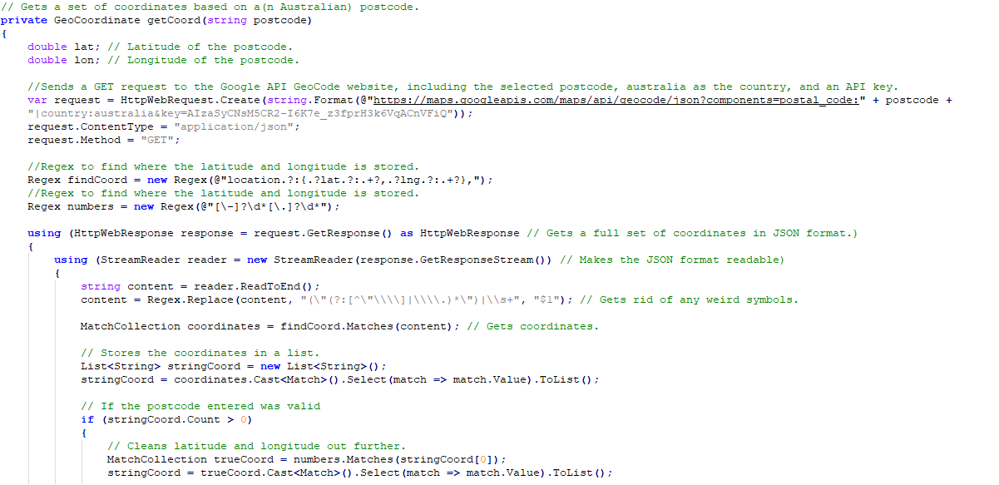 // Gets a set of coordinates based on a(n Australian) postcode.
private GeoCoordinate getCoord(string postcode)
{
    double lat; // Latitude of the postcode.
    double lon; // Longitude of the postcode.
    //Sends a GET request to the Google API GeoCode website, including the selected postcode, australia as the country, and an API key.
    var request = HttpWebRequest.Create(string.Format(@"https://maps.googleapis.com/maps/api/geocode/json?components=postal_code:" + postcode +
    "|country:australia&key=AIzaSyCNsM5CR2-I6K7e_z3fprH3k6VqACnVFiQ"));
    request.ContentType = "application/json";
    request.Method = "GET";
    //Regex to find where the latitude and longitude is stored.
    Regex findCoord = new Regex(@"location.?:{.?lat.?:.+?,.?lng.?:.+?},");
    //Regex to find where the latitude and longitude is stored.
    Regex numbers = new Regex(@"[\-]?\d*[\.]?\d*");
    using (HttpWebResponse response = request.GetResponse() as HttpWebResponse // Gets a full set of coordinates in JSON format.)
    {
        using (StreamReader reader = new StreamReader(response.GetResponseStream()) // Makes the JSON format readable)
        {
            string content = reader.ReadToEnd();
            content = Regex.Replace(content, "(\"(?:[^\"\\\\]|\\\\.)*\")|\\s+", "$1"); // Gets rid of any weird symbols.
            MatchCollection coordinates = findCoord.Matches(content); // Gets coordinates.
            // Stores the coordinates in a list.
            List<String> stringCoord = new List<String>();
            stringCoord = coordinates.Cast<Match>().Select(match => match.Value).ToList();
            // If the postcode entered was valid
            if (stringCoord.Count > 0)
            {
                // Cleans latitude and longitude out further.
                MatchCollection trueCoord = numbers.Matches(stringCoord[0]);
                stringCoord = trueCoord.Cast<Match>().Select(match => match.Value).ToList();